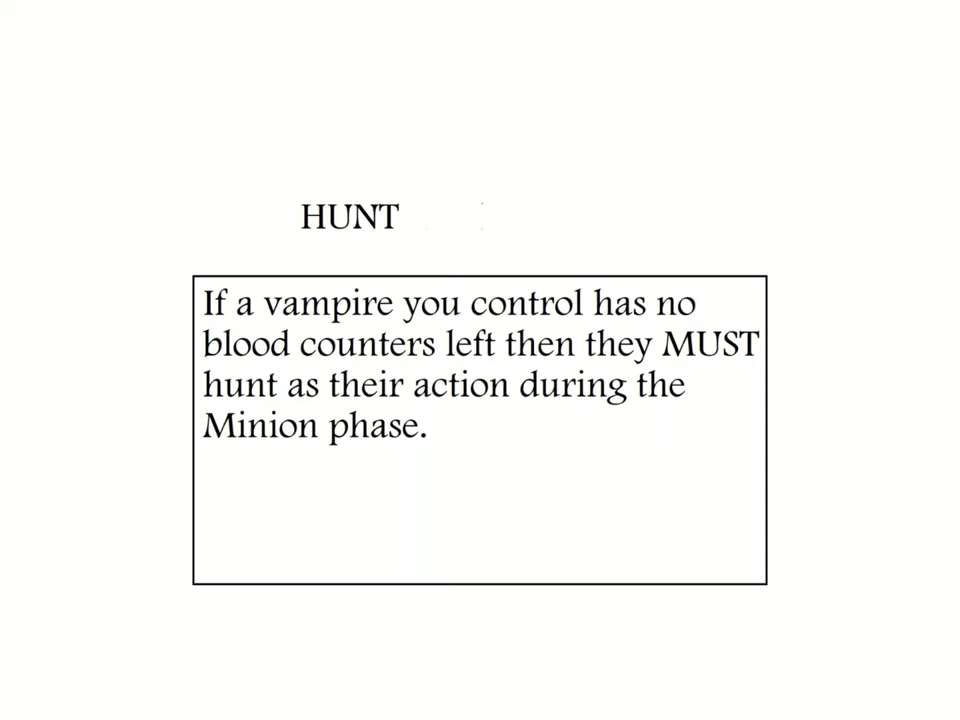 HUNT
If a vampire you control has no
blood counters left then they MUST
hunt as their action during the
Minion phase.